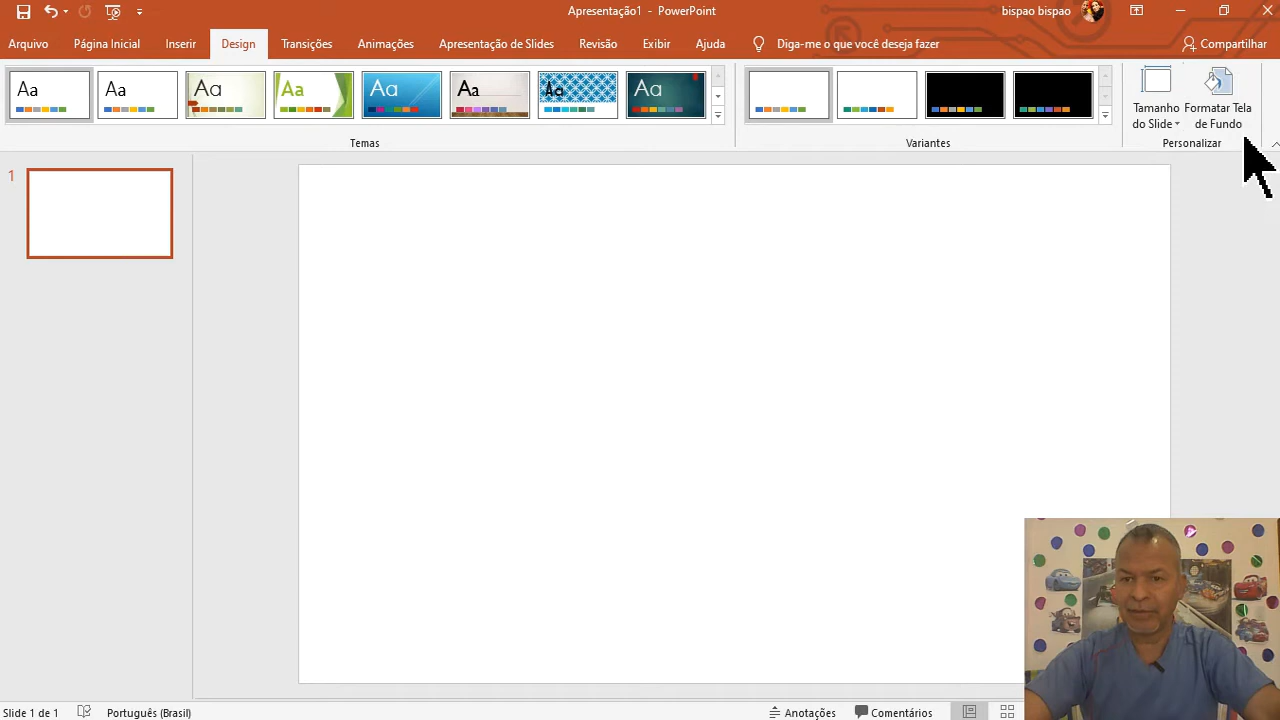 Apresentação1 - PowerPoint
bispao bispao
Arquivo
Página Inicial
Inserir
Design
Transições
Animações
Apresentação de Slides
Revisão
Exibir
Ajuda
Diga-me o que você deseja fazer
Compartilhar
Aa
Aa
Aa
Aa
Aa
Aa
Aa
Aa
Tamanho
do Slide
Formatar Tela
de Fundo
Temas
Variantes
Personalizar
1
Slide 1 de 1
Português (Brasil)
Anotações
Comentários